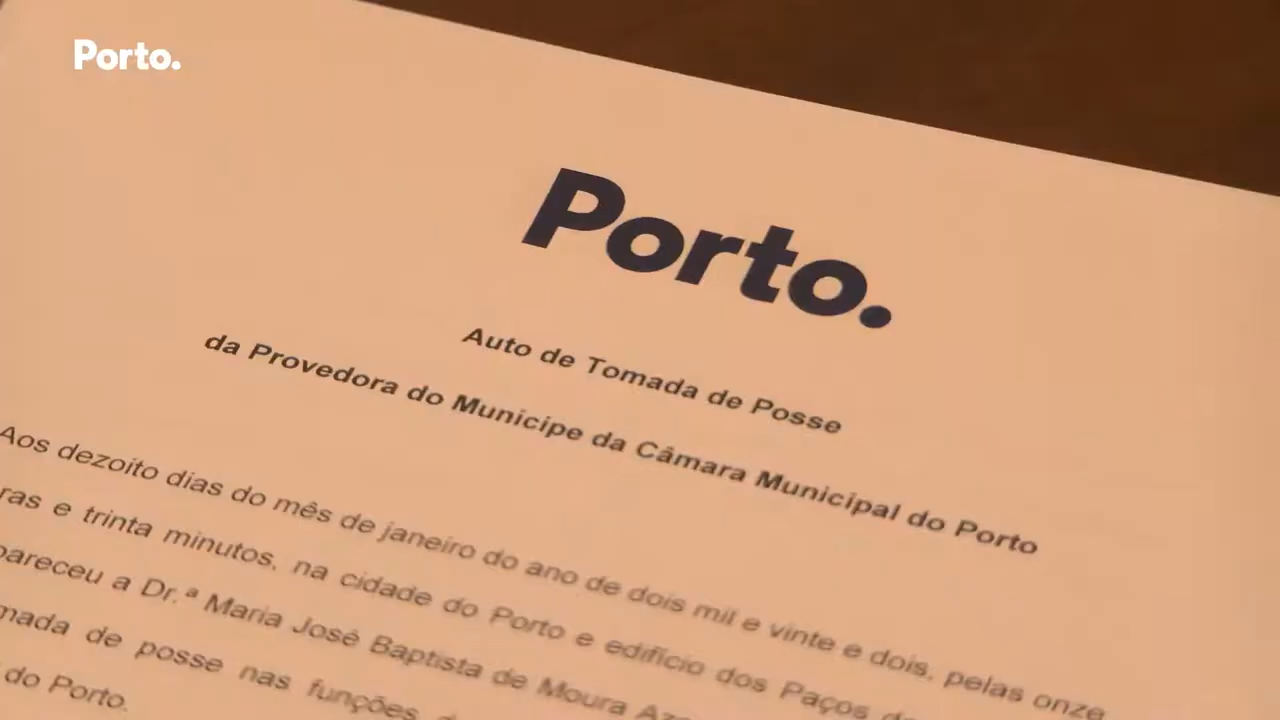 Porto.
Porto.
Auto de Tomada de Posse
da Provedora do Munícipe da Câmara Municipal do Porto
Aos dezoito dias do mês de janeiro do ano de dois mil e vinte e dois, pelas onze
ras e trinta minutos, na cidade do Porto e edifício dos Paços
pareceu a Dr.ª Maria José Baptista de Moura
mada de posse nas funções
do Porto.